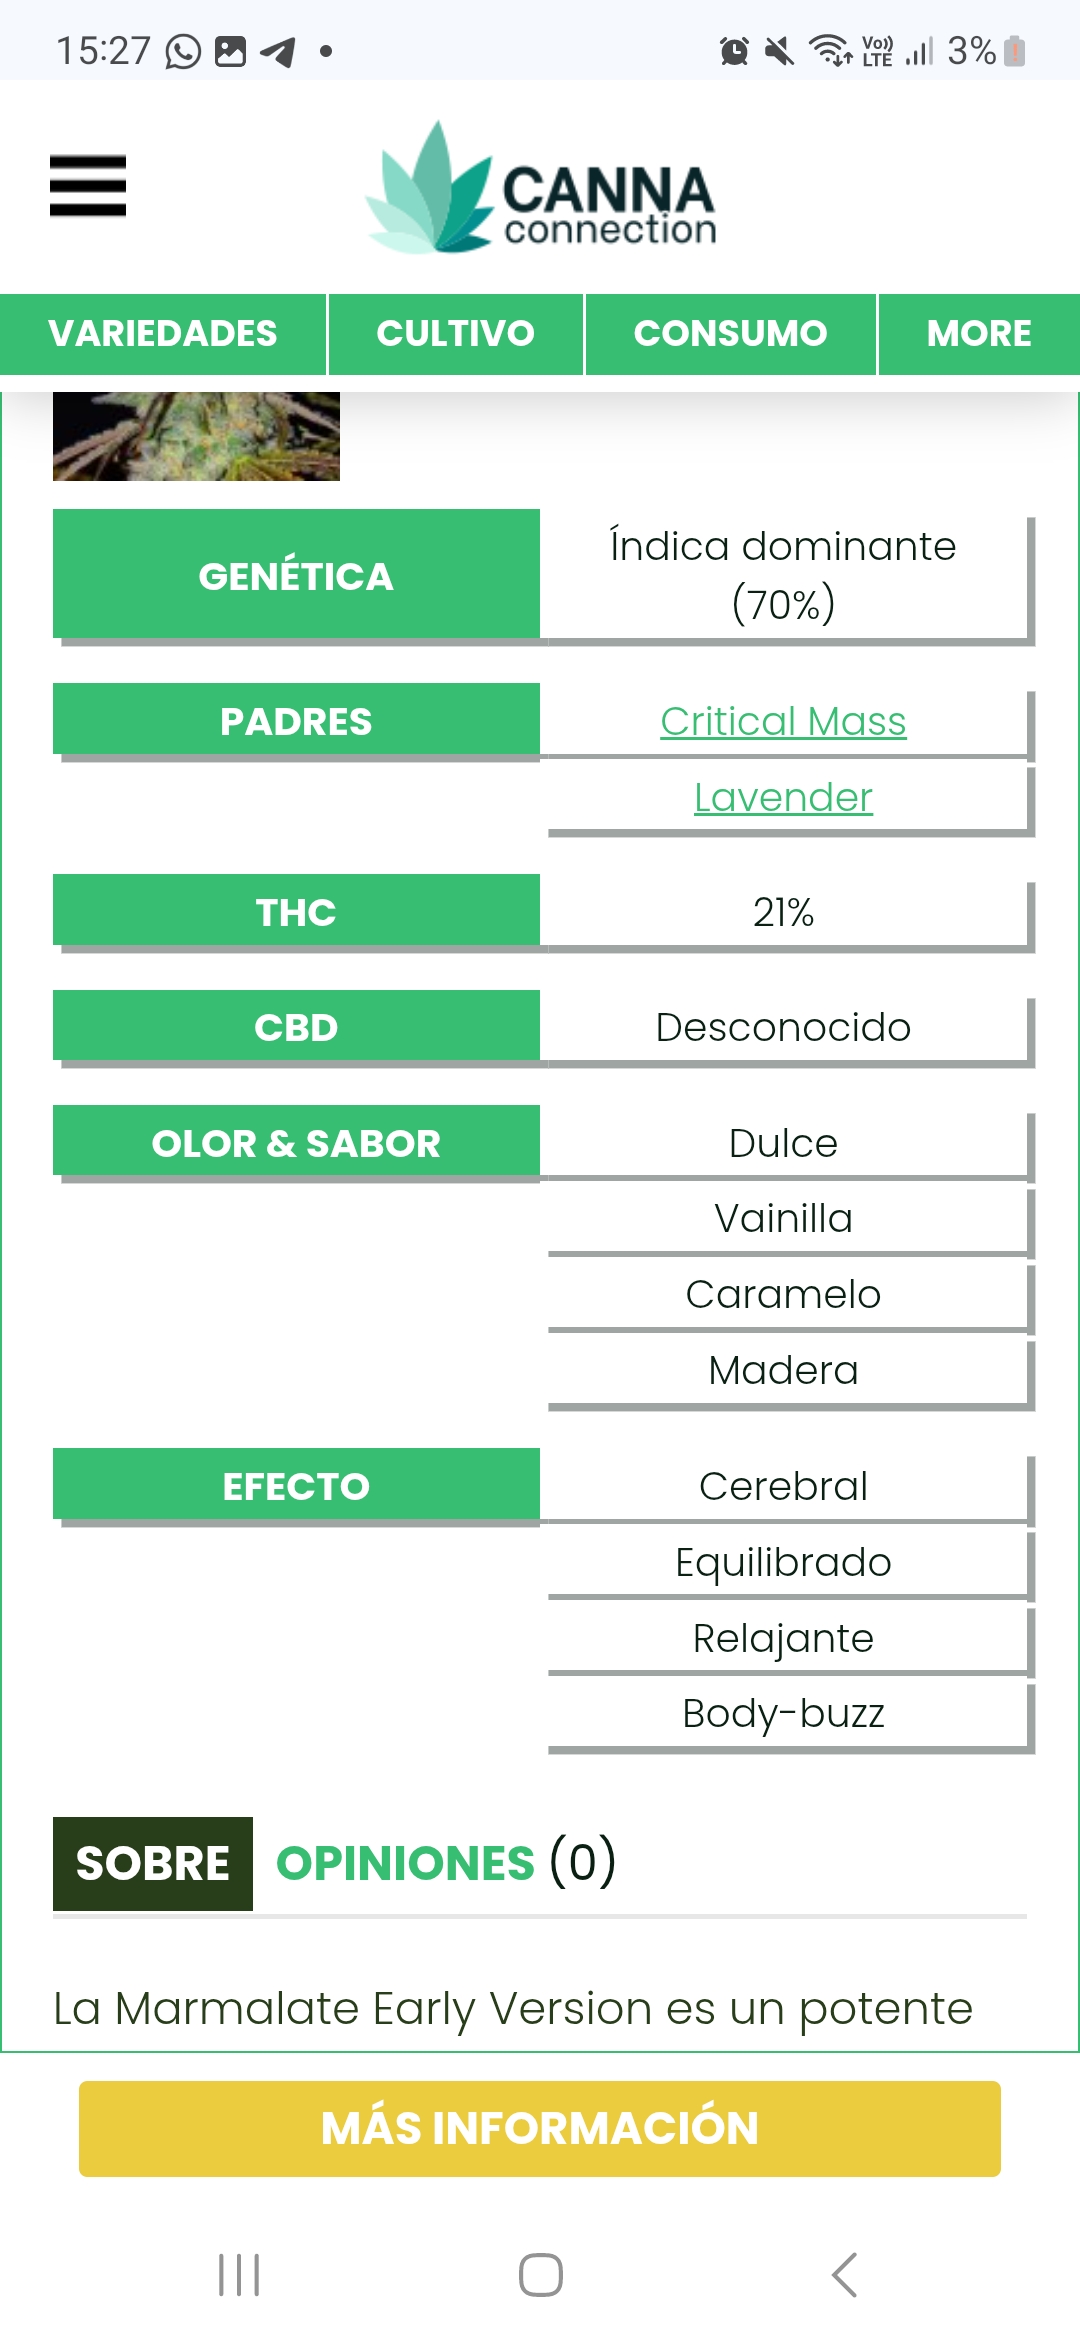 15:27
Vo))
LTE
3%
CANNA
connection
VARIEDADES
CULTIVO
CONSUMO
MORE
GENÉTICA
Índica dominante
(70%)
PADRES
Critical Mass
Lavender
THC
21%
CBD
Desconocido
OLOR & SABOR
Dulce
Vainilla
Caramelo
Madera
EFECTO
Cerebral
Equilibrado
Relajante
Body-buzz
SOBRE
OPINIONES (0)
La Marmalate Early Version es un potente
MÁS INFORMACIÓN